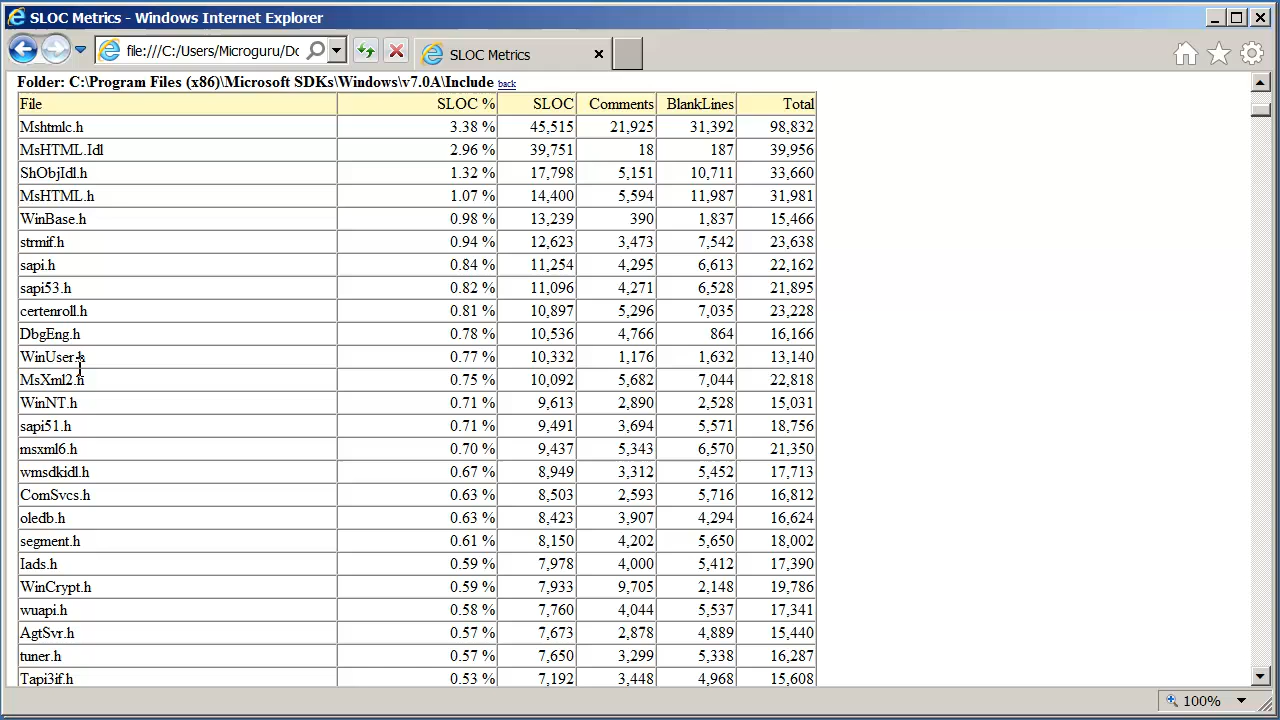 SLOC Metrics - Windows Internet Explorer
file:///C:/Users/Microguru/Do
SLOC Metrics
Folder: C:\Program Files (x86)\Microsoft SDKs\Windows\v7.0A\Include back
File SLOC % SLOC Comments BlankLines Total
Mshtmlc.h 3.38 % 45,515 21,925 31,392 98,832
MsHTML.Idl 2.96 % 39,751 18 187 39,956
ShObjIdl.h 1.32 % 17,798 5,151 10,711 33,660
MsHTML.h 1.07 % 14,400 5,594 11,987 31,981
WinBase.h 0.98 % 13,239 390 1,837 15,466
strmif.h 0.94 % 12,623 3,473 7,542 23,638
sapi.h 0.84 % 11,254 4,295 6,613 22,162
sapi53.h 0.82 % 11,096 4,271 6,528 21,895
certenroll.h 0.81 % 10,897 5,296 7,035 23,228
DbgEng.h 0.78 % 10,536 4,766 864 16,166
WinUser.h 0.77 % 10,332 1,176 1,632 13,140
MsXml2.h 0.75 % 10,092 5,682 7,044 22,818
WinNT.h 0.71 % 9,613 2,890 2,528 15,031
sapi51.h 0.71 % 9,491 3,694 5,571 18,756
msxml6.h 0.70 % 9,437 5,343 6,570 21,350
wmsdkidl.h 0.67 % 8,949 3,312 5,452 17,713
ComSvcs.h 0.63 % 8,503 2,593 5,716 16,812
oledb.h 0.63 % 8,423 3,907 4,294 16,624
segment.h 0.61 % 8,150 4,202 5,650 18,002
Iads.h 0.59 % 7,978 4,000 5,412 17,390
WinCrypt.h 0.59 % 7,933 9,705 2,148 19,786
wuapi.h 0.58 % 7,760 4,044 5,537 17,341
AgtSvr.h 0.57 % 7,673 2,878 4,889 15,440
tuner.h 0.57 % 7,650 3,299 5,338 16,287
Tapi3if.h 0.53 % 7,192 3,448 4,968 15,608
100%